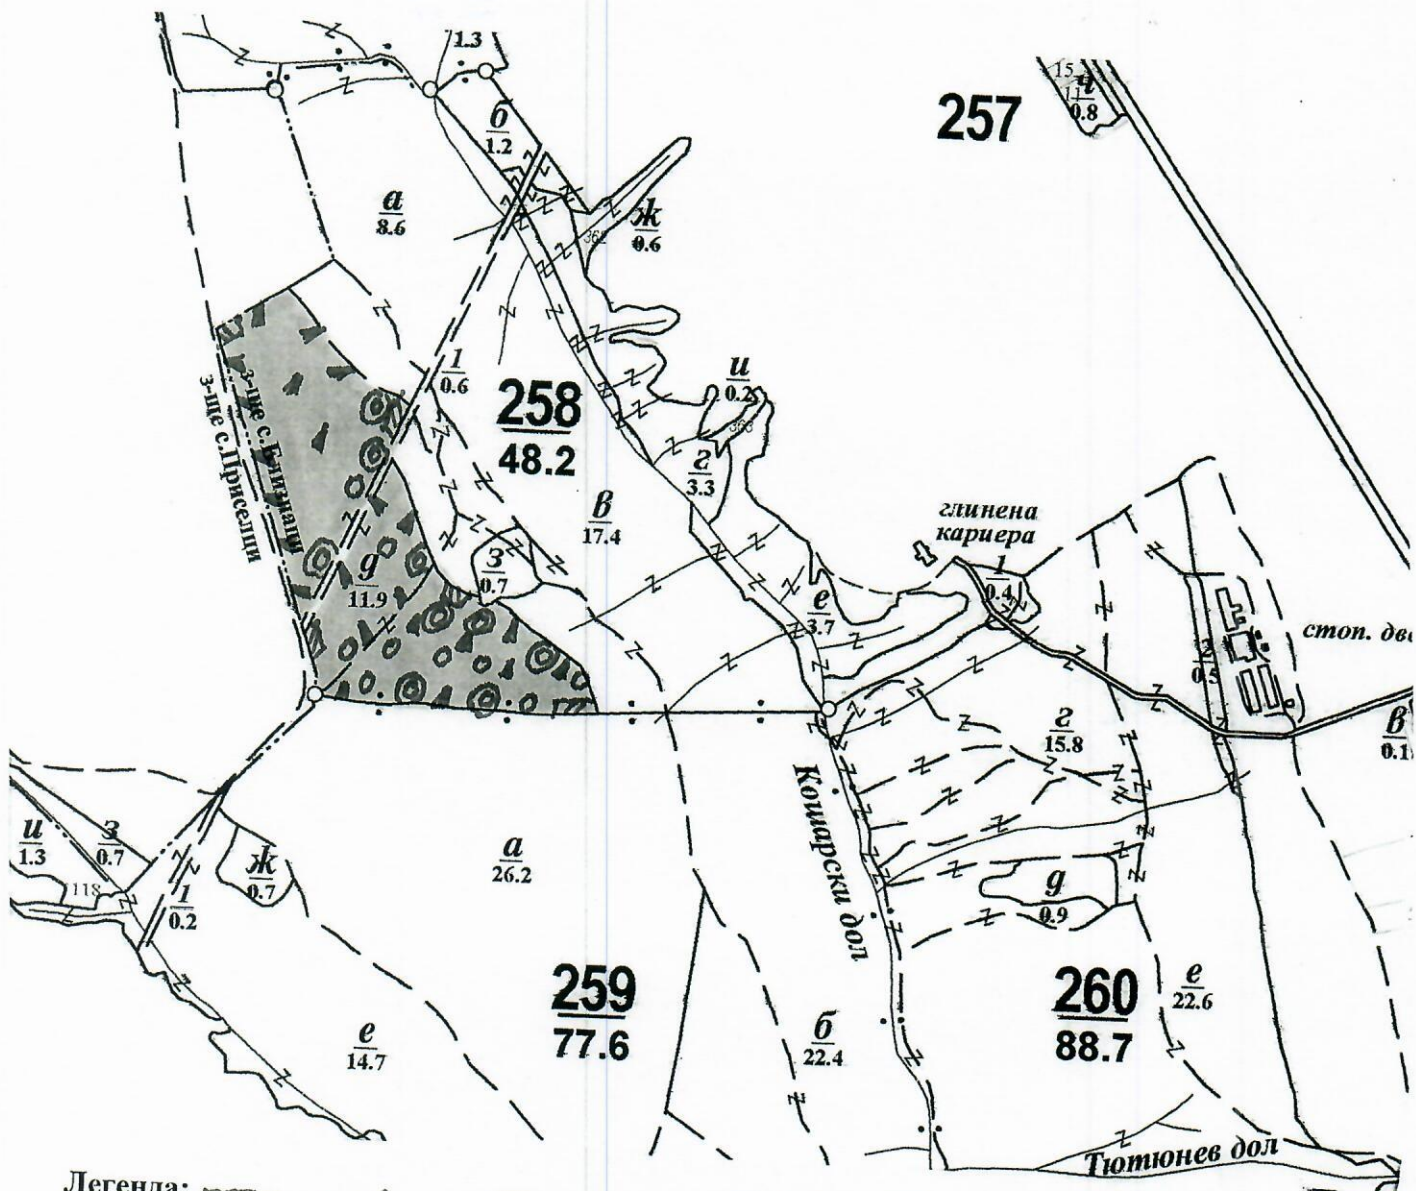 1.3
15
11
ч
0.8
257
б
1.2
а
8.6
ж
0.6
362
1
0.6
258
48.2
и
0.2
363
з-ще с.Близнаци
з-ще с.Приселци
г
3.3
в
17.4
глинена
кариера
з
0.7
1
0.4
д
11.9
е
3.7
стоп. дв
2
0.5
г
15.8
в
0.1
Кошарски дол
и
1.3
з
0.7
118
ж
0.7
1
0.2
а
26.2
д
0.9
259
77.6
260
88.7
е
22.6
е
14.7
б
22.4
Тютюнев дол
Легенда: